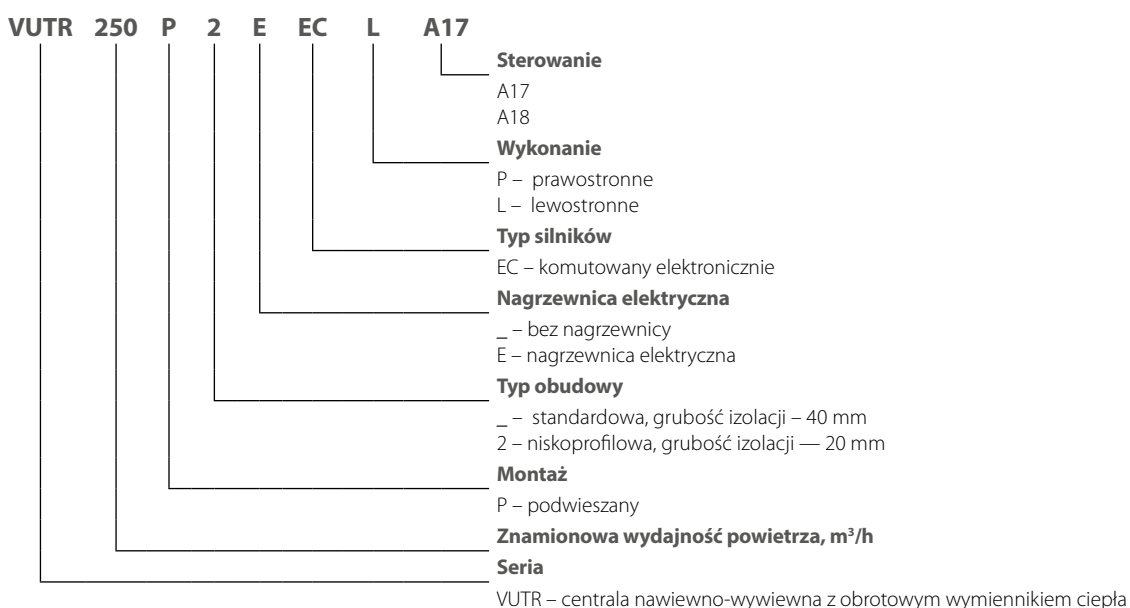 VUTR 250 P 2 E EC L A17
Sterowanie
A17
A18
Wykonanie
P – prawostronne
L – lewostronne
Typ silników
EC – komutowany elektronicznie
Nagrzewnica elektryczna
_ – bez nagrzewnicy
E – nagrzewnica elektryczna
Typ obudowy
_ – standardowa, grubość izolacji – 40 mm
2 – niskoprofilowa, grubość izolacji — 20 mm
Montaż
P – podwieszany
Znamionowa wydajność powietrza, m³/h
Seria
VUTR – centrala nawiewno-wywiewna z obrotowym wymiennikiem ciepła